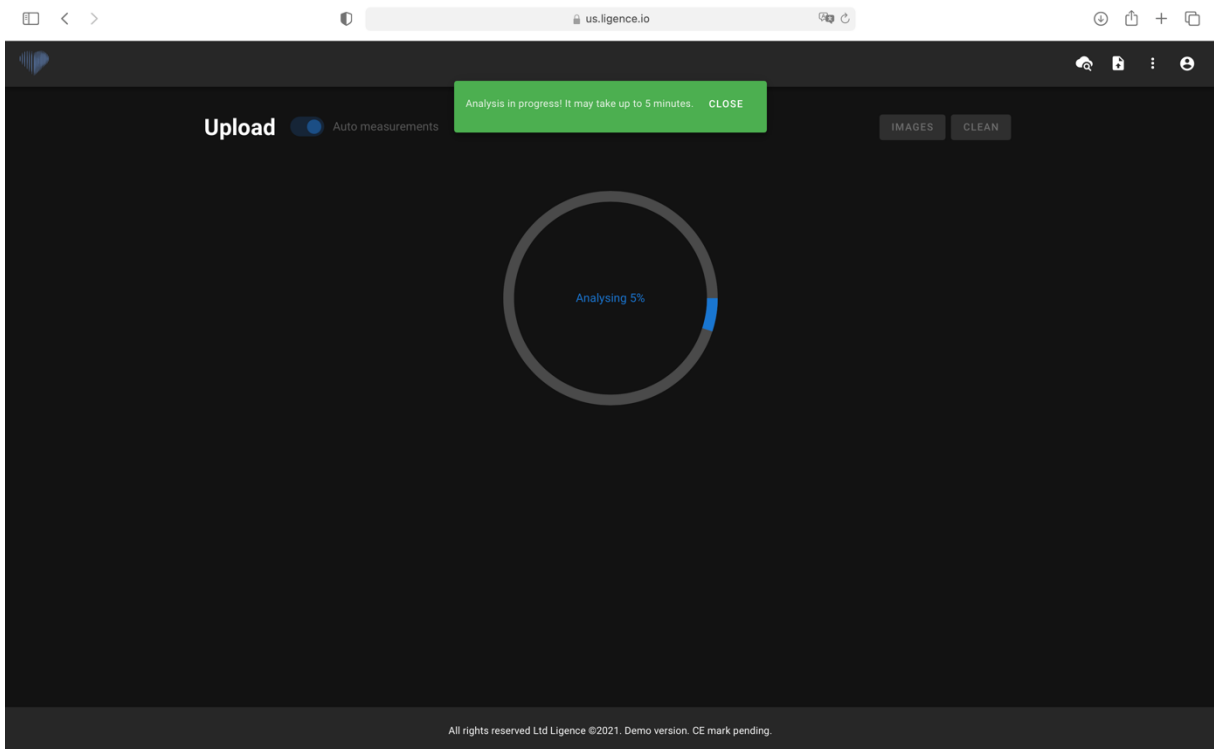 us.ligence.io
Analysis in progress! It may take up to 5 minutes. CLOSE
Upload Auto measurements IMAGES CLEAN
Analysing 5%
All rights reserved Ltd Ligence ©2021. Demo version. CE mark pending.